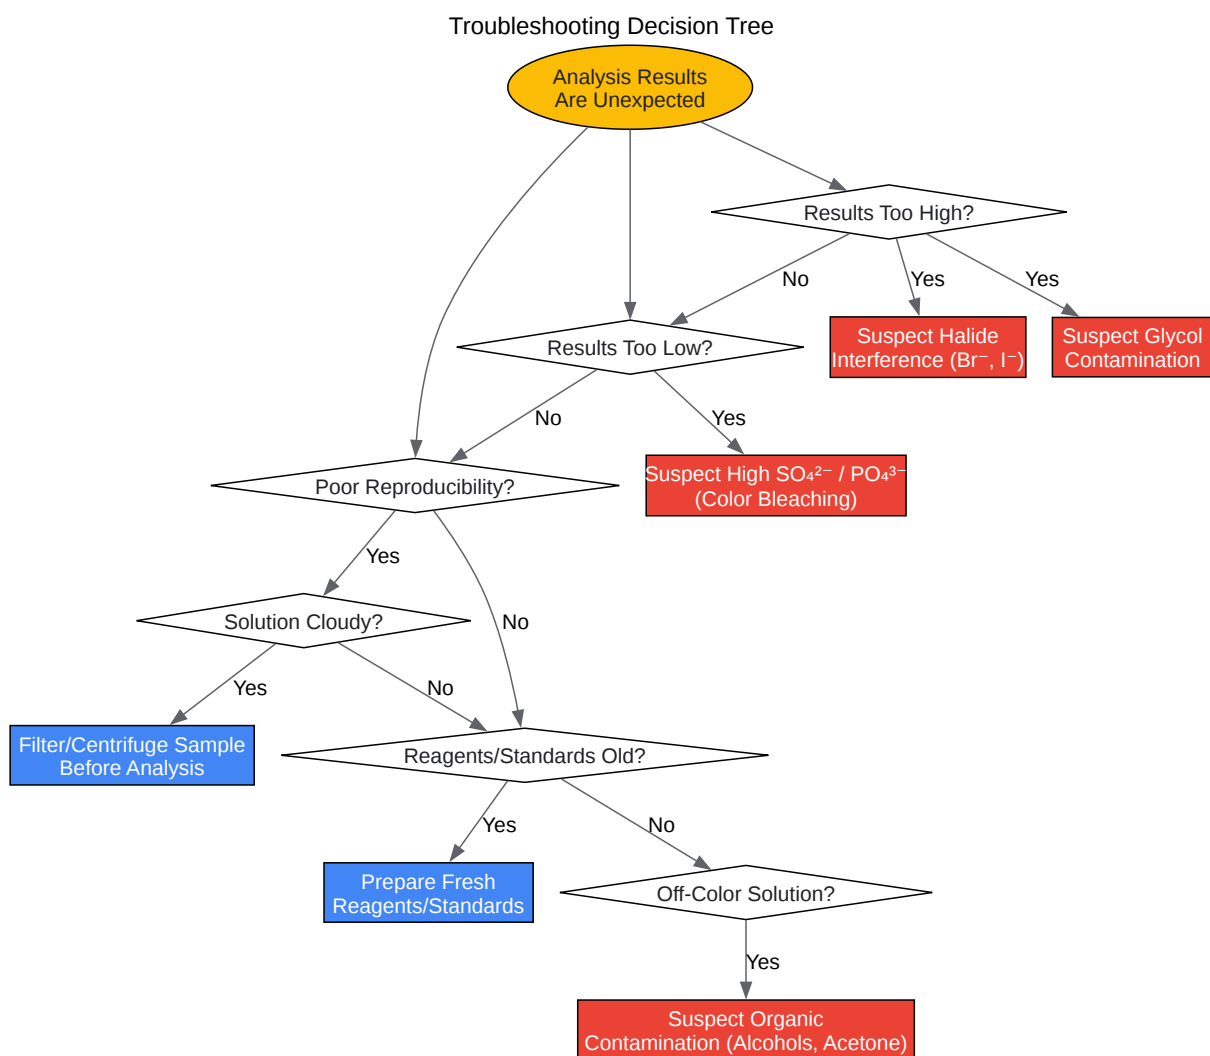 Troubleshooting Decision Tree
Analysis Results
Are Unexpected
Results Too High?
No
Yes
Yes
Results Too Low?
Suspect Halide
Interference (Br⁻, I⁻)
Suspect Glycol
Contamination
No
Yes
Poor Reproducibility?
Suspect High SO₄²⁻ / PO₄³⁻
(Color Bleaching)
Yes
Solution Cloudy?
No
Yes
No
Filter/Centrifuge Sample
Before Analysis
Reagents/Standards Old?
Yes
No
Prepare Fresh
Reagents/Standards
Off-Color Solution?
Yes
Suspect Organic
Contamination (Alcohols, Acetone)